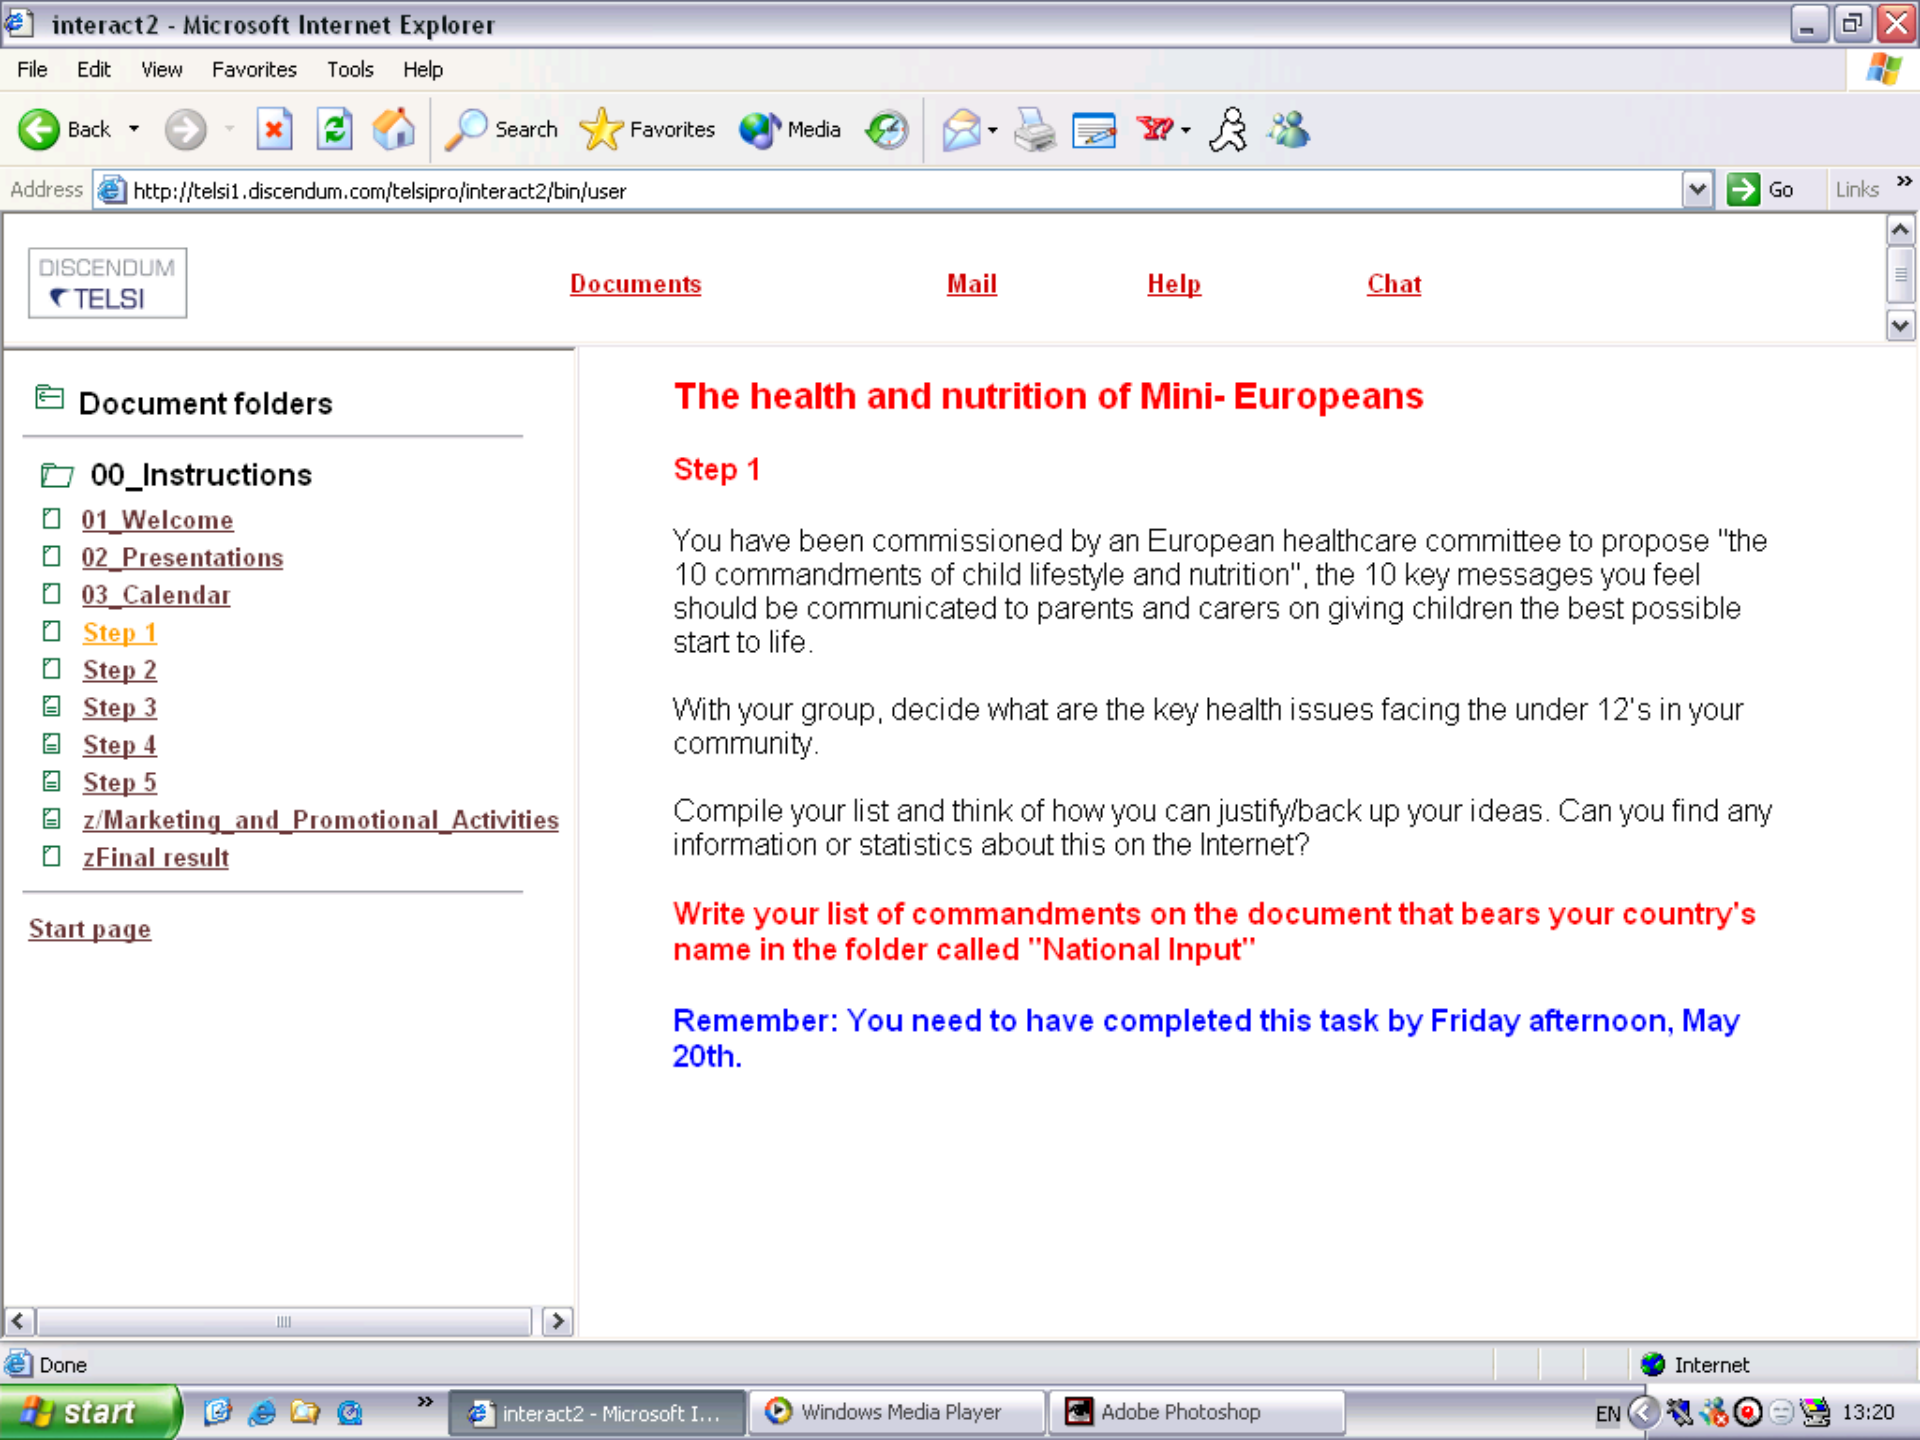 interact2 - Microsoft Internet Explorer
File Edit View Favorites Tools Help
Back Search Favorites Media
Address http://telsi1.discendum.com/telsipro/interact2/bin/user Go Links »
DISCENDUM
TELSI
Documents Mail Help Chat
Document folders
00_Instructions
01_Welcome
02_Presentations
03_Calendar
Step 1
Step 2
Step 3
Step 4
Step 5
z/Marketing_and_Promotional_Activities
zFinal result
Start page
The health and nutrition of Mini- Europeans
Step 1
You have been commissioned by an European healthcare committee to propose "the
10 commandments of child lifestyle and nutrition", the 10 key messages you feel
should be communicated to parents and carers on giving children the best possible
start to life.
With your group, decide what are the key health issues facing the under 12's in your
community.
Compile your list and think of how you can justify/back up your ideas. Can you find any
information or statistics about this on the Internet?
Write your list of commandments on the document that bears your country's
name in the folder called "National Input"
Remember: You need to have completed this task by Friday afternoon, May
20th.
Done Internet
start » interact2 - Microsoft I... Windows Media Player Adobe Photoshop EN 13:20